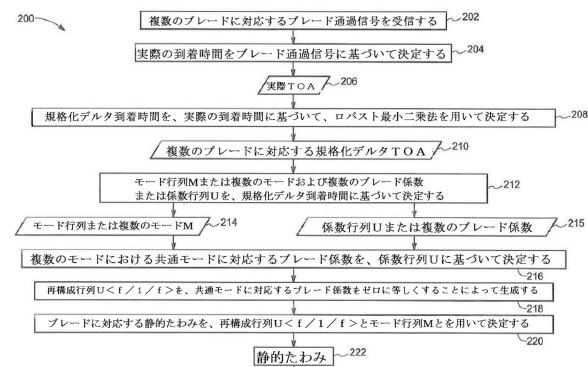 200
複数のブレードに対応するブレード通過信号を受信する
202
実際の到着時間をブレード通過信号に基づいて決定する
204
実際TOA
206
規格化デルタ到着時間を、実際の到着時間に基づいて、ロバスト最小二乗法を用いて決定する
208
複数のブレードに対応する規格化デルタTOA
210
モード行列Mまたは複数のモードおよび複数のブレード係数
または係数行列Uを、規格化デルタ到着時間に基づいて決定する
212
モード行列または複数のモードM
214
係数行列Uまたは複数のブレード係数
215
複数のモードにおける共通モードに対応するブレード係数を、係数行列Uに基づいて決定する
216
再構成行列U<f/1/f>を、共通モードに対応するブレード係数をゼロに等しくすることによって生成する
218
ブレードに対応する静的たわみを、再構成行列U<f/1/f>とモード行列Mとを用いて決定する
220
静的たわみ
222